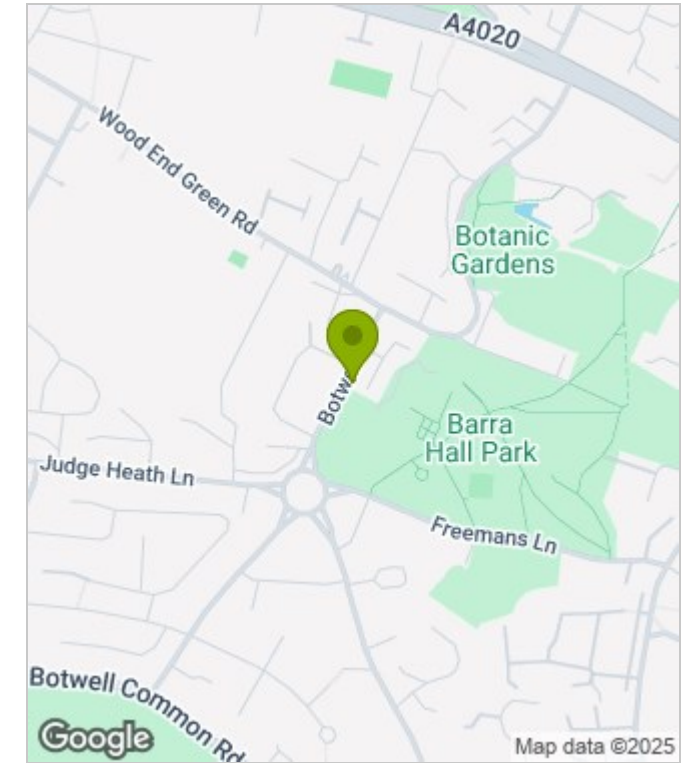 A4020
Wood End Green Rd
Botanic
Gardens
Barra
Hall Park
Judge Heath Ln
Freemans Ln
Botwell Common Rd
Google
Map data ©2025